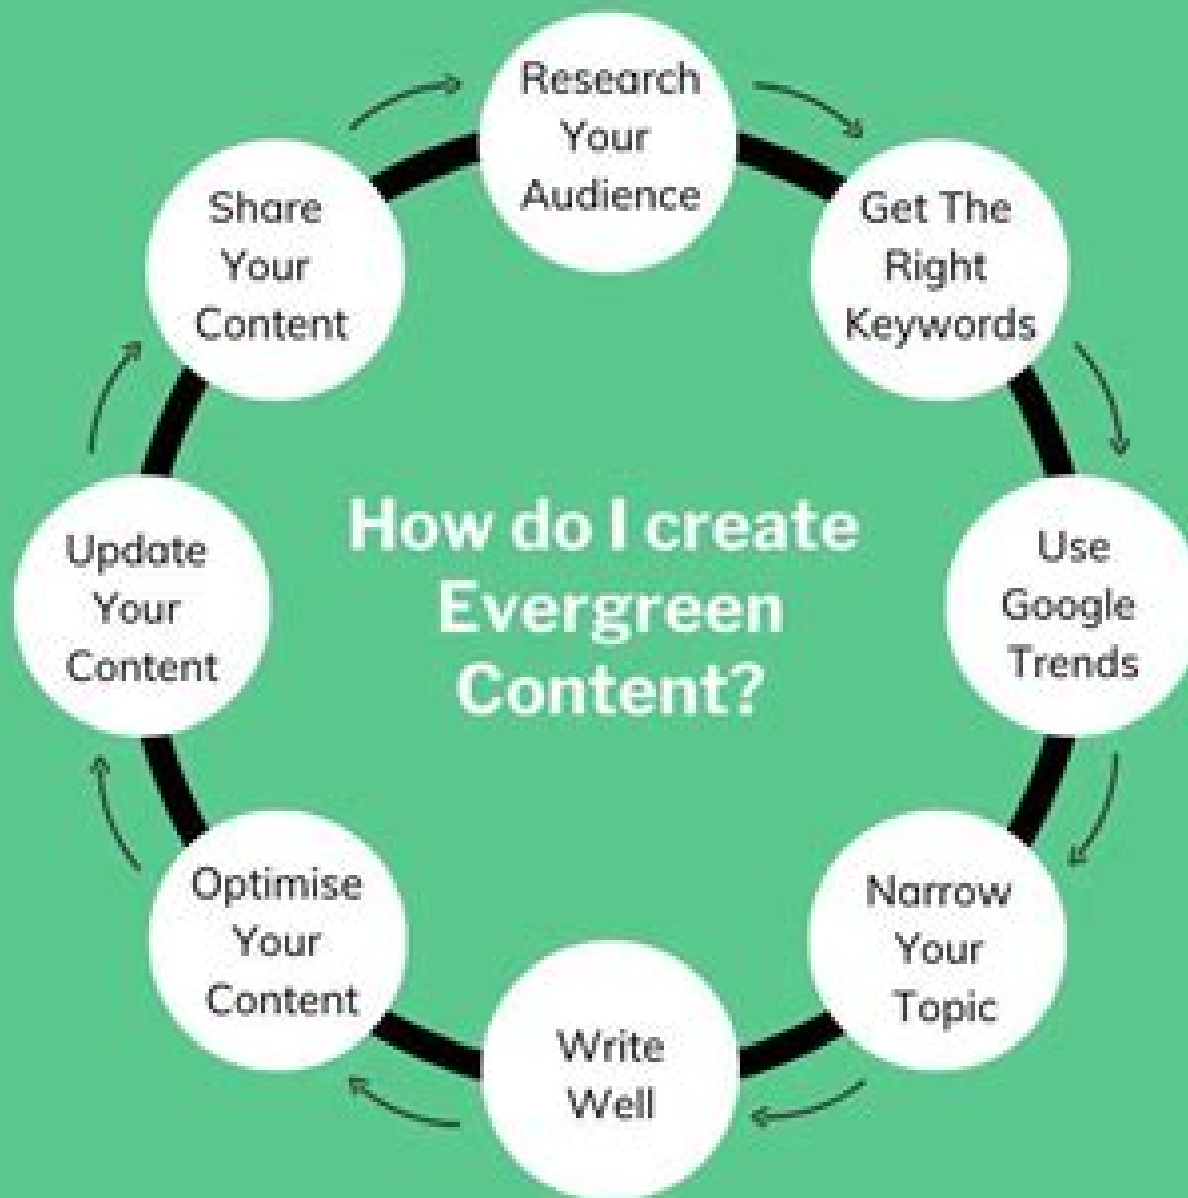 How do I create
Evergreen
Content?
Research
Your
Audience
Get The
Right
Keywords
Use
Google
Trends
Narrow
Your
Topic
Write
Well
Optimise
Your
Content
Update
Your
Content
Share
Your
Content